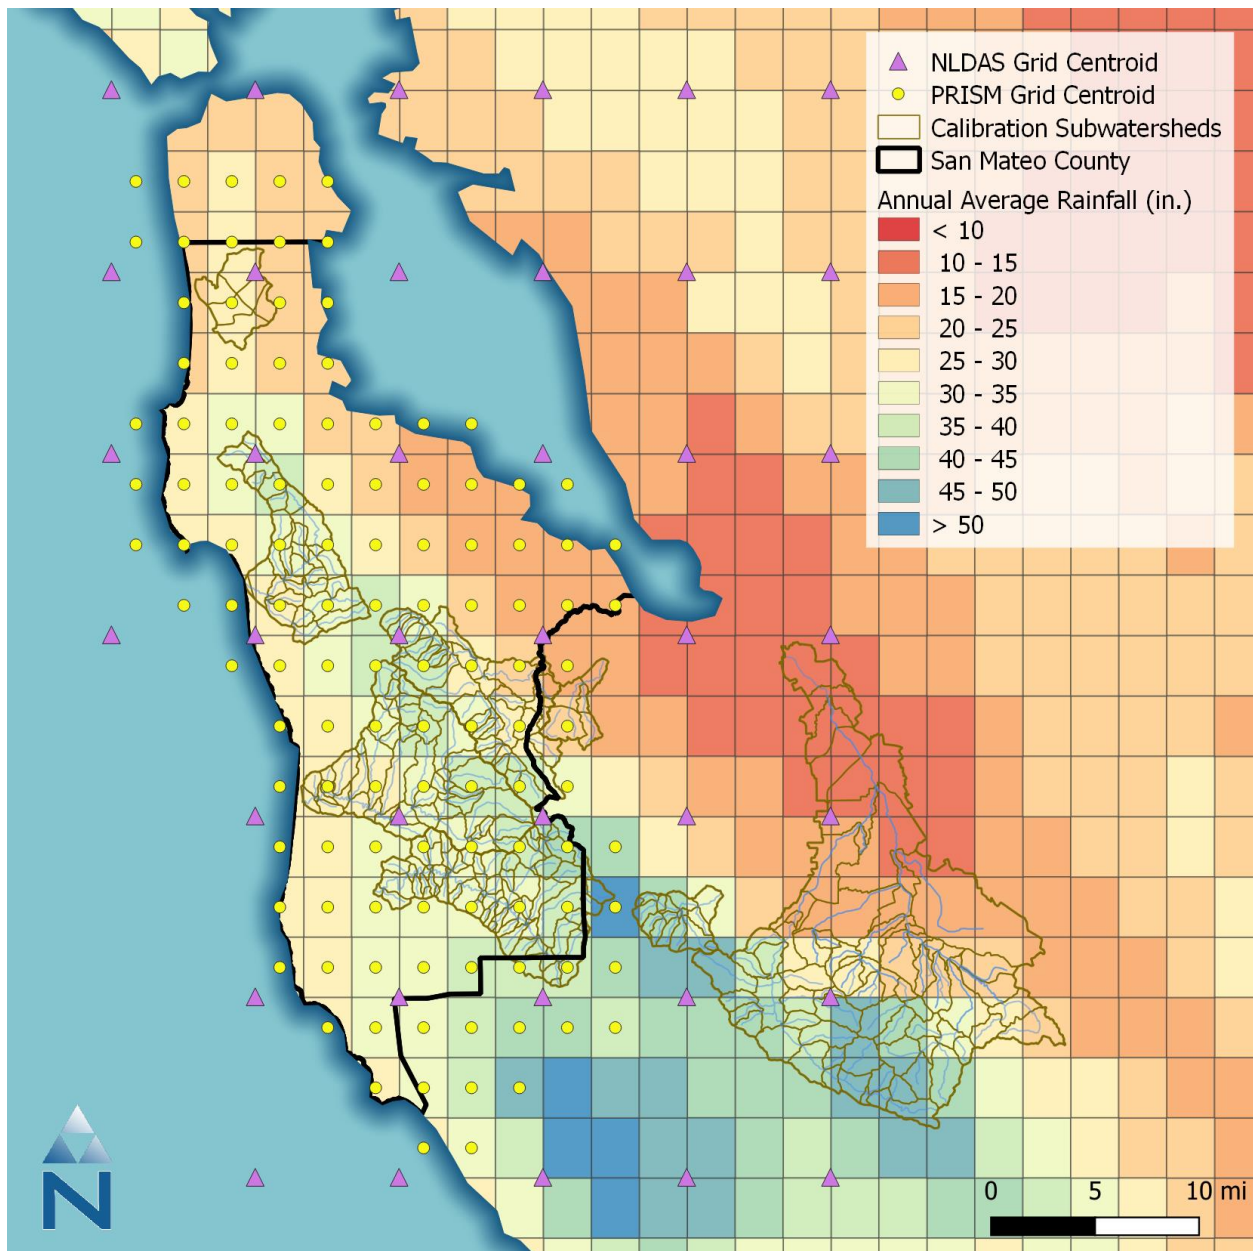 NLDAS Grid Centroid
PRISM Grid Centroid
Calibration Subwatersheds
San Mateo County
Annual Average Rainfall (in.)
< 10
10 - 15
15 - 20
20 - 25
25 - 30
30 - 35
35 - 40
40 - 45
45 - 50
> 50
N
0 5 10 mi